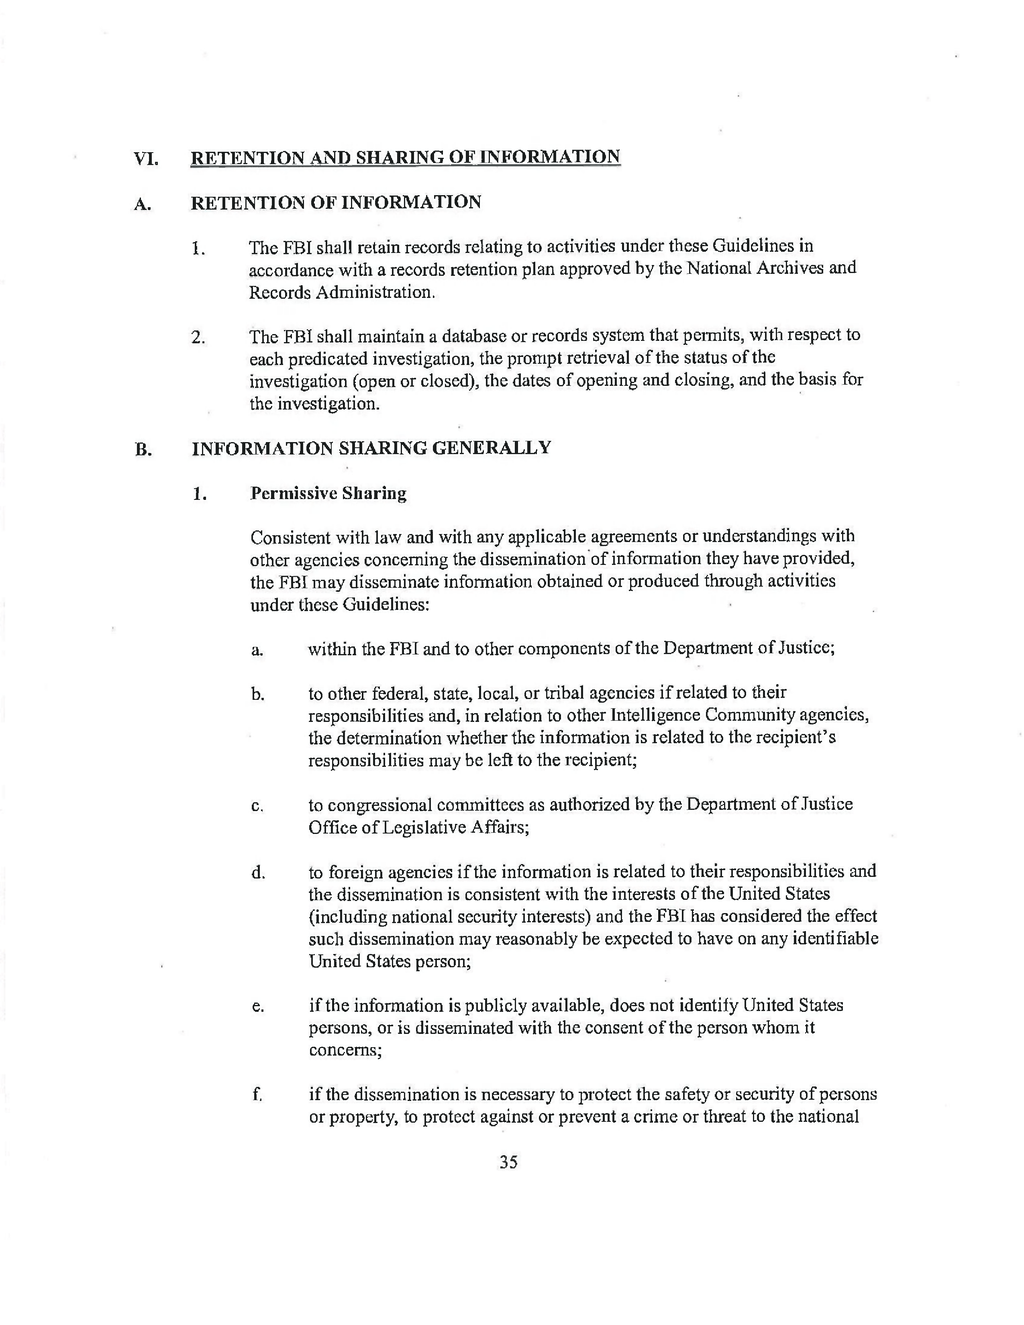 VI. RETENTION AND SHARING OF INFORMATION
A. RETENTION OF INFORMATION
1. The FBI shall retain records relating to activities under these Guidelines in
accordance with a records retention plan approved by the National Archives and
Records Administration.
2. The FBI shall maintain a database or records system that permits, with respect to
each predicated investigation, the prompt retrieval of the status of the
investigation (open or closed), the dates of opening and closing, and the basis for
the investigation.
B. INFORMATION SHARING GENERALLY
1. Permissive Sharing
Consistent with law and with any applicable agreements or understandings with
other agencies concerning the dissemination of information they have provided,
the FBI may disseminate information obtained or produced through activities
under these Guidelines:
a. within the FBI and to other components of the Department of Justice;
b. to other federal, state, local, or tribal agencies if related to their
responsibilities and, in relation to other Intelligence Community agencies,
the determination whether the information is related to the recipient's
responsibilities may be left to the recipient;
c. to congressional committees as authorized by the Department of Justice
Office of Legislative Affairs;
d. to foreign agencies if the information is related to their responsibilities and
the dissemination is consistent with the interests of the United States
(including national security interests) and the FBI has considered the effect
such dissemination may reasonably be expected to have on any identifiable
United States person;
e. if the information is publicly available, does not identify United States
persons, or is disseminated with the consent of the person whom it
concerns;
f. if the dissemination is necessary to protect the safety or security of persons
or property, to protect against or prevent a crime or threat to the national
35